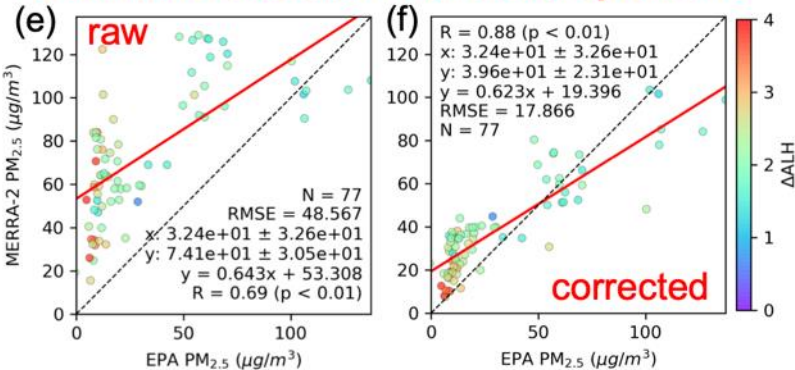 (e)
raw
MERRA-2 PM2.5 (μg/m³)
120
100
80
60
40
20
0
N = 77
RMSE = 48.567
x: 3.24e+01 ± 3.26e+01
y: 7.41e+01 ± 3.05e+01
y = 0.643x + 53.308
R = 0.69 (p < 0.01)
0 50 100
EPA PM2.5 (μg/m³)
(f)
R = 0.88 (p < 0.01)
x: 3.24e+01 ± 3.26e+01
y: 3.96e+01 ± 2.31e+01
y = 0.623x + 19.396
RMSE = 17.866
N = 77
120
100
80
60
40
20
0
corrected
0 50 100
EPA PM2.5 (μg/m³)
4
3
2
1
0
ΔALH